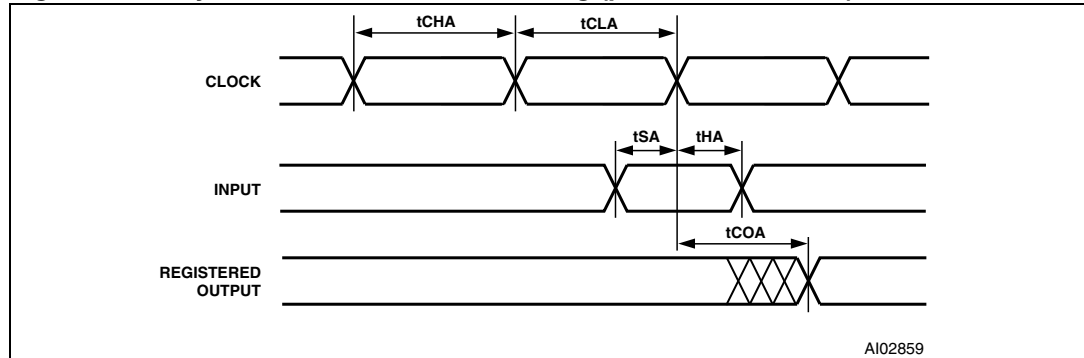 tCHA
tCLA
CLOCK
tSA
tHA
INPUT
tCOA
REGISTERED
OUTPUT
AI02859